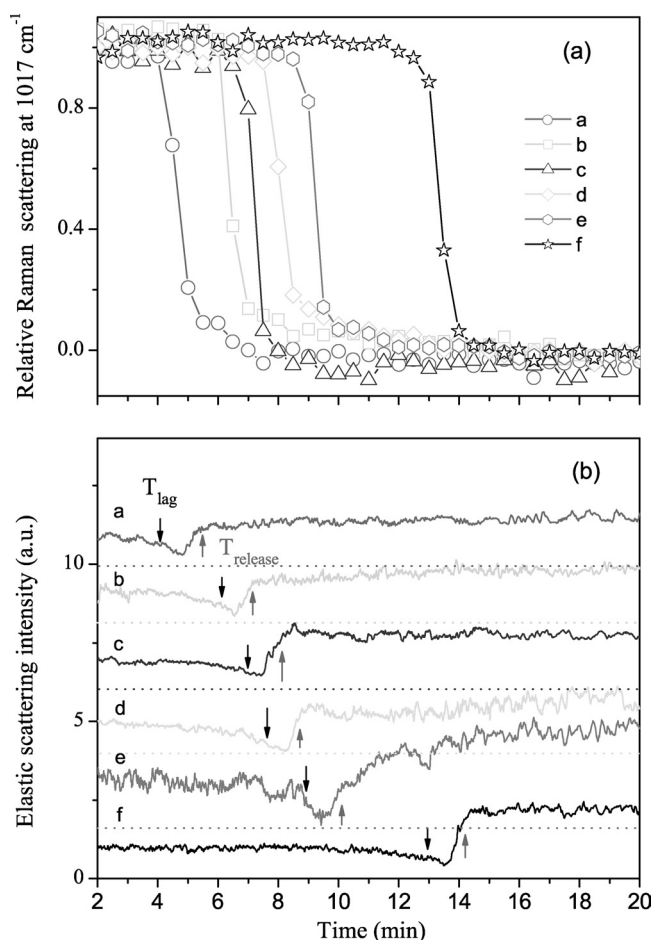 Relative Raman scattering at 1017 cm⁻¹
(a)
0.8
0.4
0.0
a
b
c
d
e
f
Elastic scattering intensity (a.u.)
(b)
10
5
0
T_lag
T_release
a
b
c
d
e
f
2 4 6 8 10 12 14 16 18 20
Time (min)